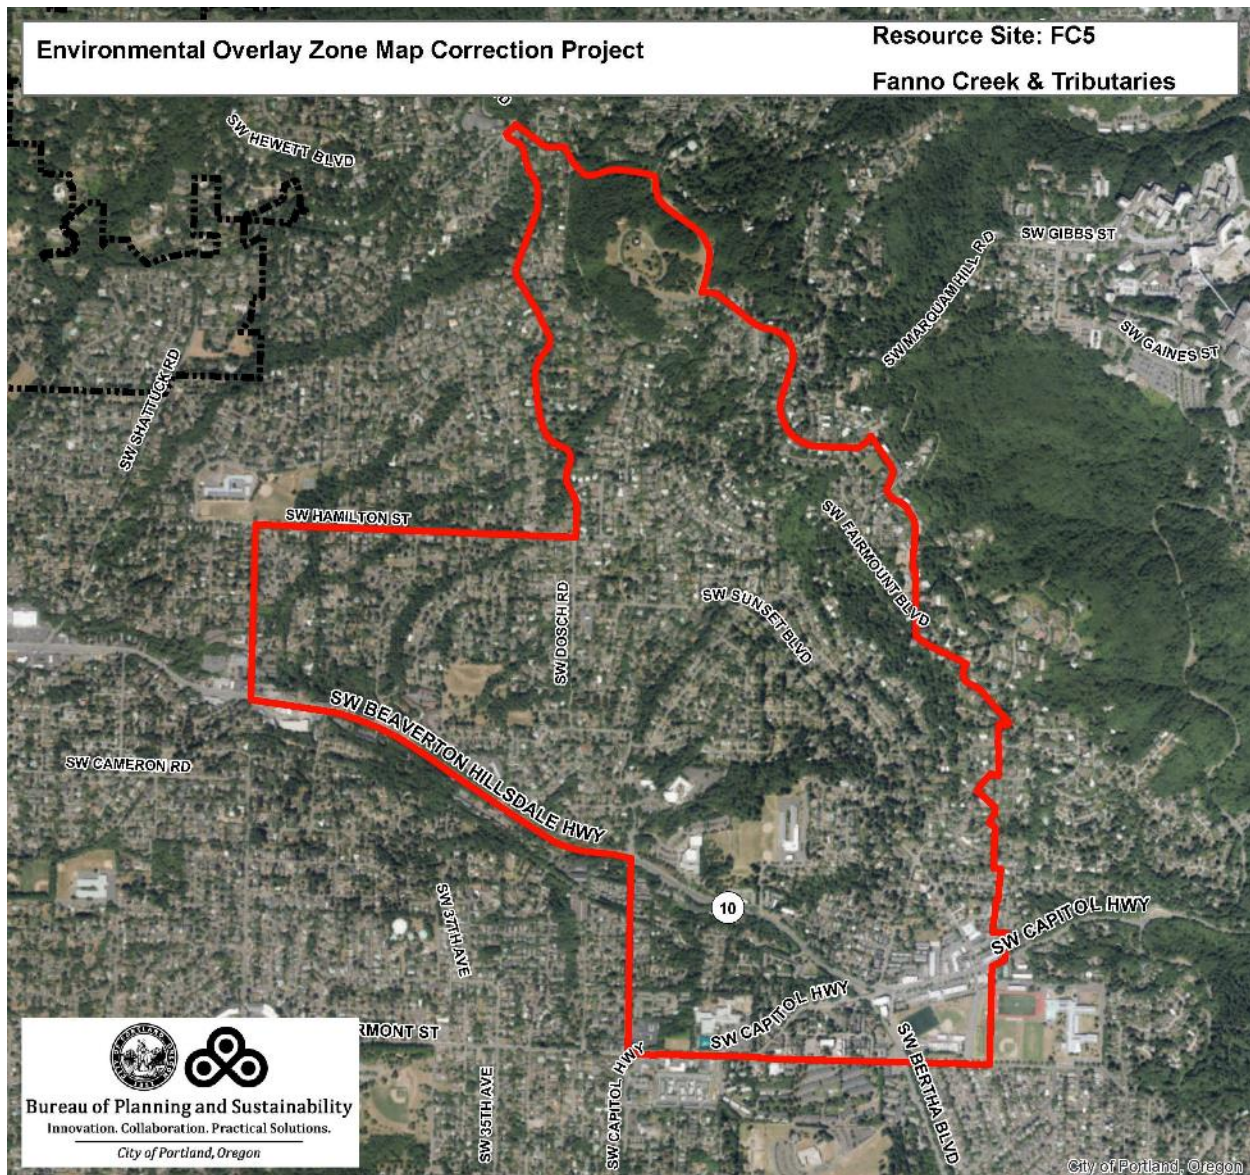 Environmental Overlay Zone Map Correction Project
Resource Site: FC5
Fanno Creek & Tributaries
SW HEWETT BLVD
SW GIBBS ST
SW MARQUAM HILL RD
SW GAINES ST
SW SHATTUCK RD
SW HAMILTON ST
SW FAIRMOUNT BLVD
SW DOSCH RD
SW SUNSET BLVD
SW BEAVERTON HILLSDALE HWY
SW CAMERON RD
SW 37TH AVE
10
SW CAPITOL HWY
SW CAPITOL HWY
RMONT ST
SW BERTHA BLVD
SW 35TH AVE
SW CAPITOL HWY
Bureau of Planning and Sustainability
Innovation. Collaboration. Practical Solutions.
City of Portland, Oregon
City of Portland, Oregon